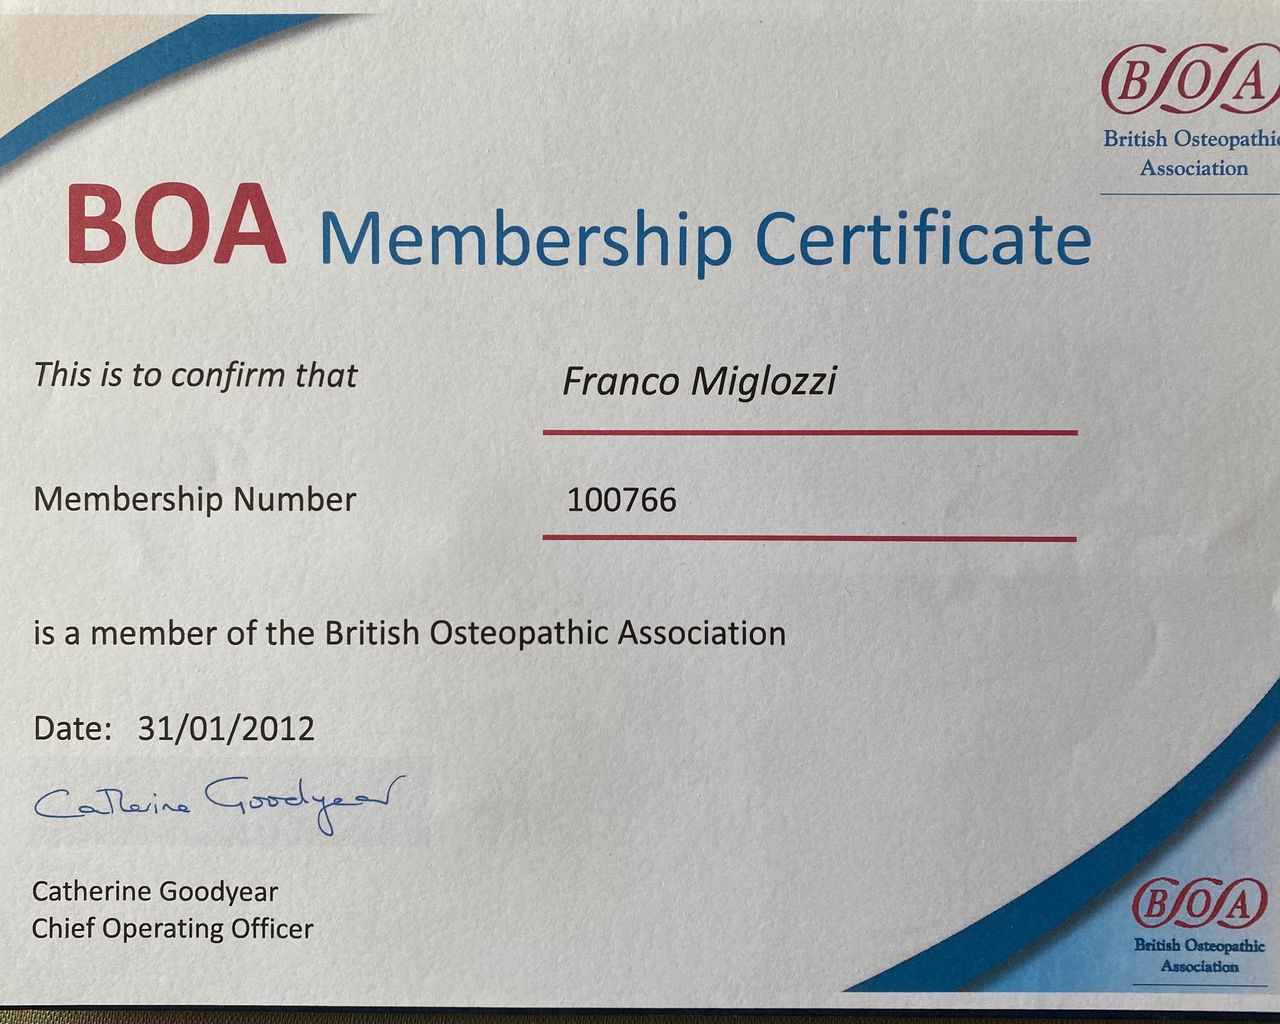 BOA
British Osteopathic
Association
BOA Membership Certificate
This is to confirm that Franco Miglozzi
Membership Number 100766
is a member of the British Osteopathic Association
Date: 31/01/2012
Catherine Goodyear
Catherine Goodyear
Chief Operating Officer
BOA
British Osteopathic
Association